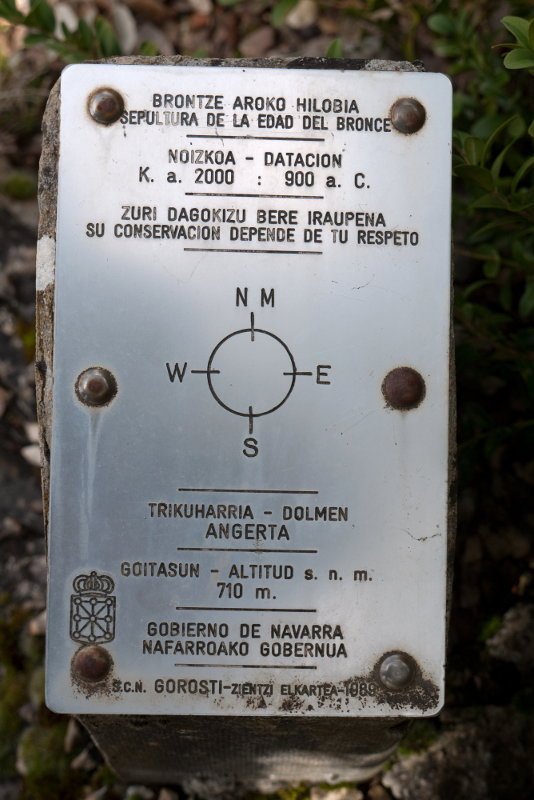 BRONTZE AROKO HILOBIA
SEPULTURA DE LA EDAD DEL BRONCE
NOIZKOA - DATACION
K. a. 2000 : 900 a. C.
ZURI DAGOKIZU BERE IRAUPENA
SU CONSERVACION DEPENDE DE TU RESPETO
N M
W E
S
TRIKUHARRIA - DOLMEN
ANGERTA
GOITASUN - ALTITUD s. n. m.
710 m.
GOBIERNO DE NAVARRA
NAFARROAKO GOBERNUA
S.C.N. GOROSTI-ZIENTZI ELKARTEA-1989